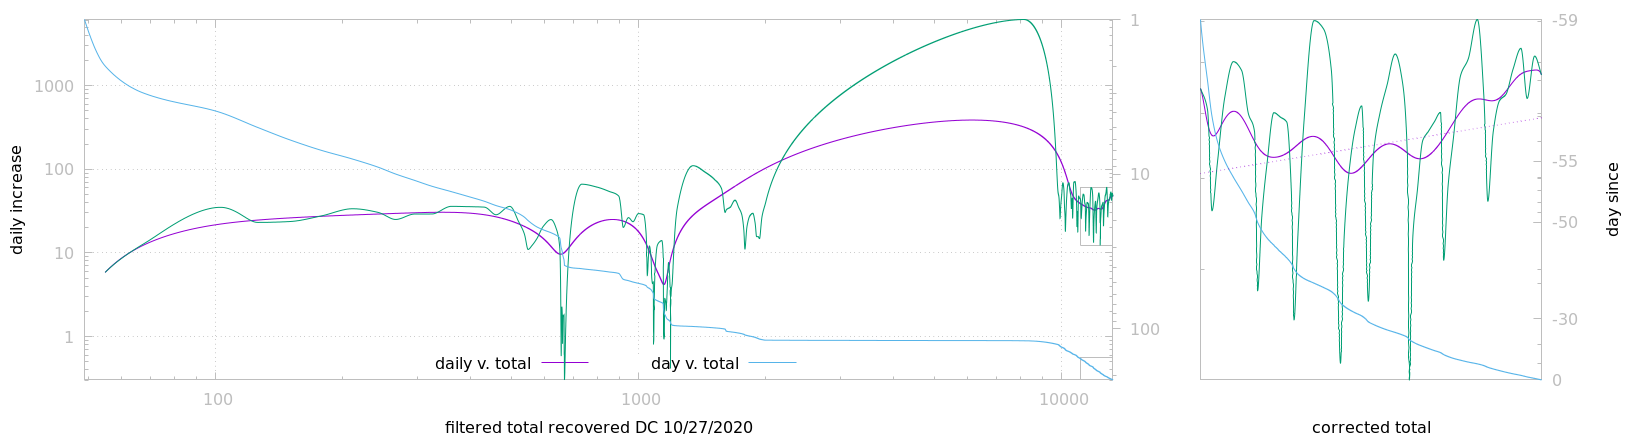 1000
100
10
1
daily increase
100
1000
10000
1
10
100
daily v. total
day v. total
filtered total recovered DC 10/27/2020
-59
-55
-50
-30
0
day since
corrected total